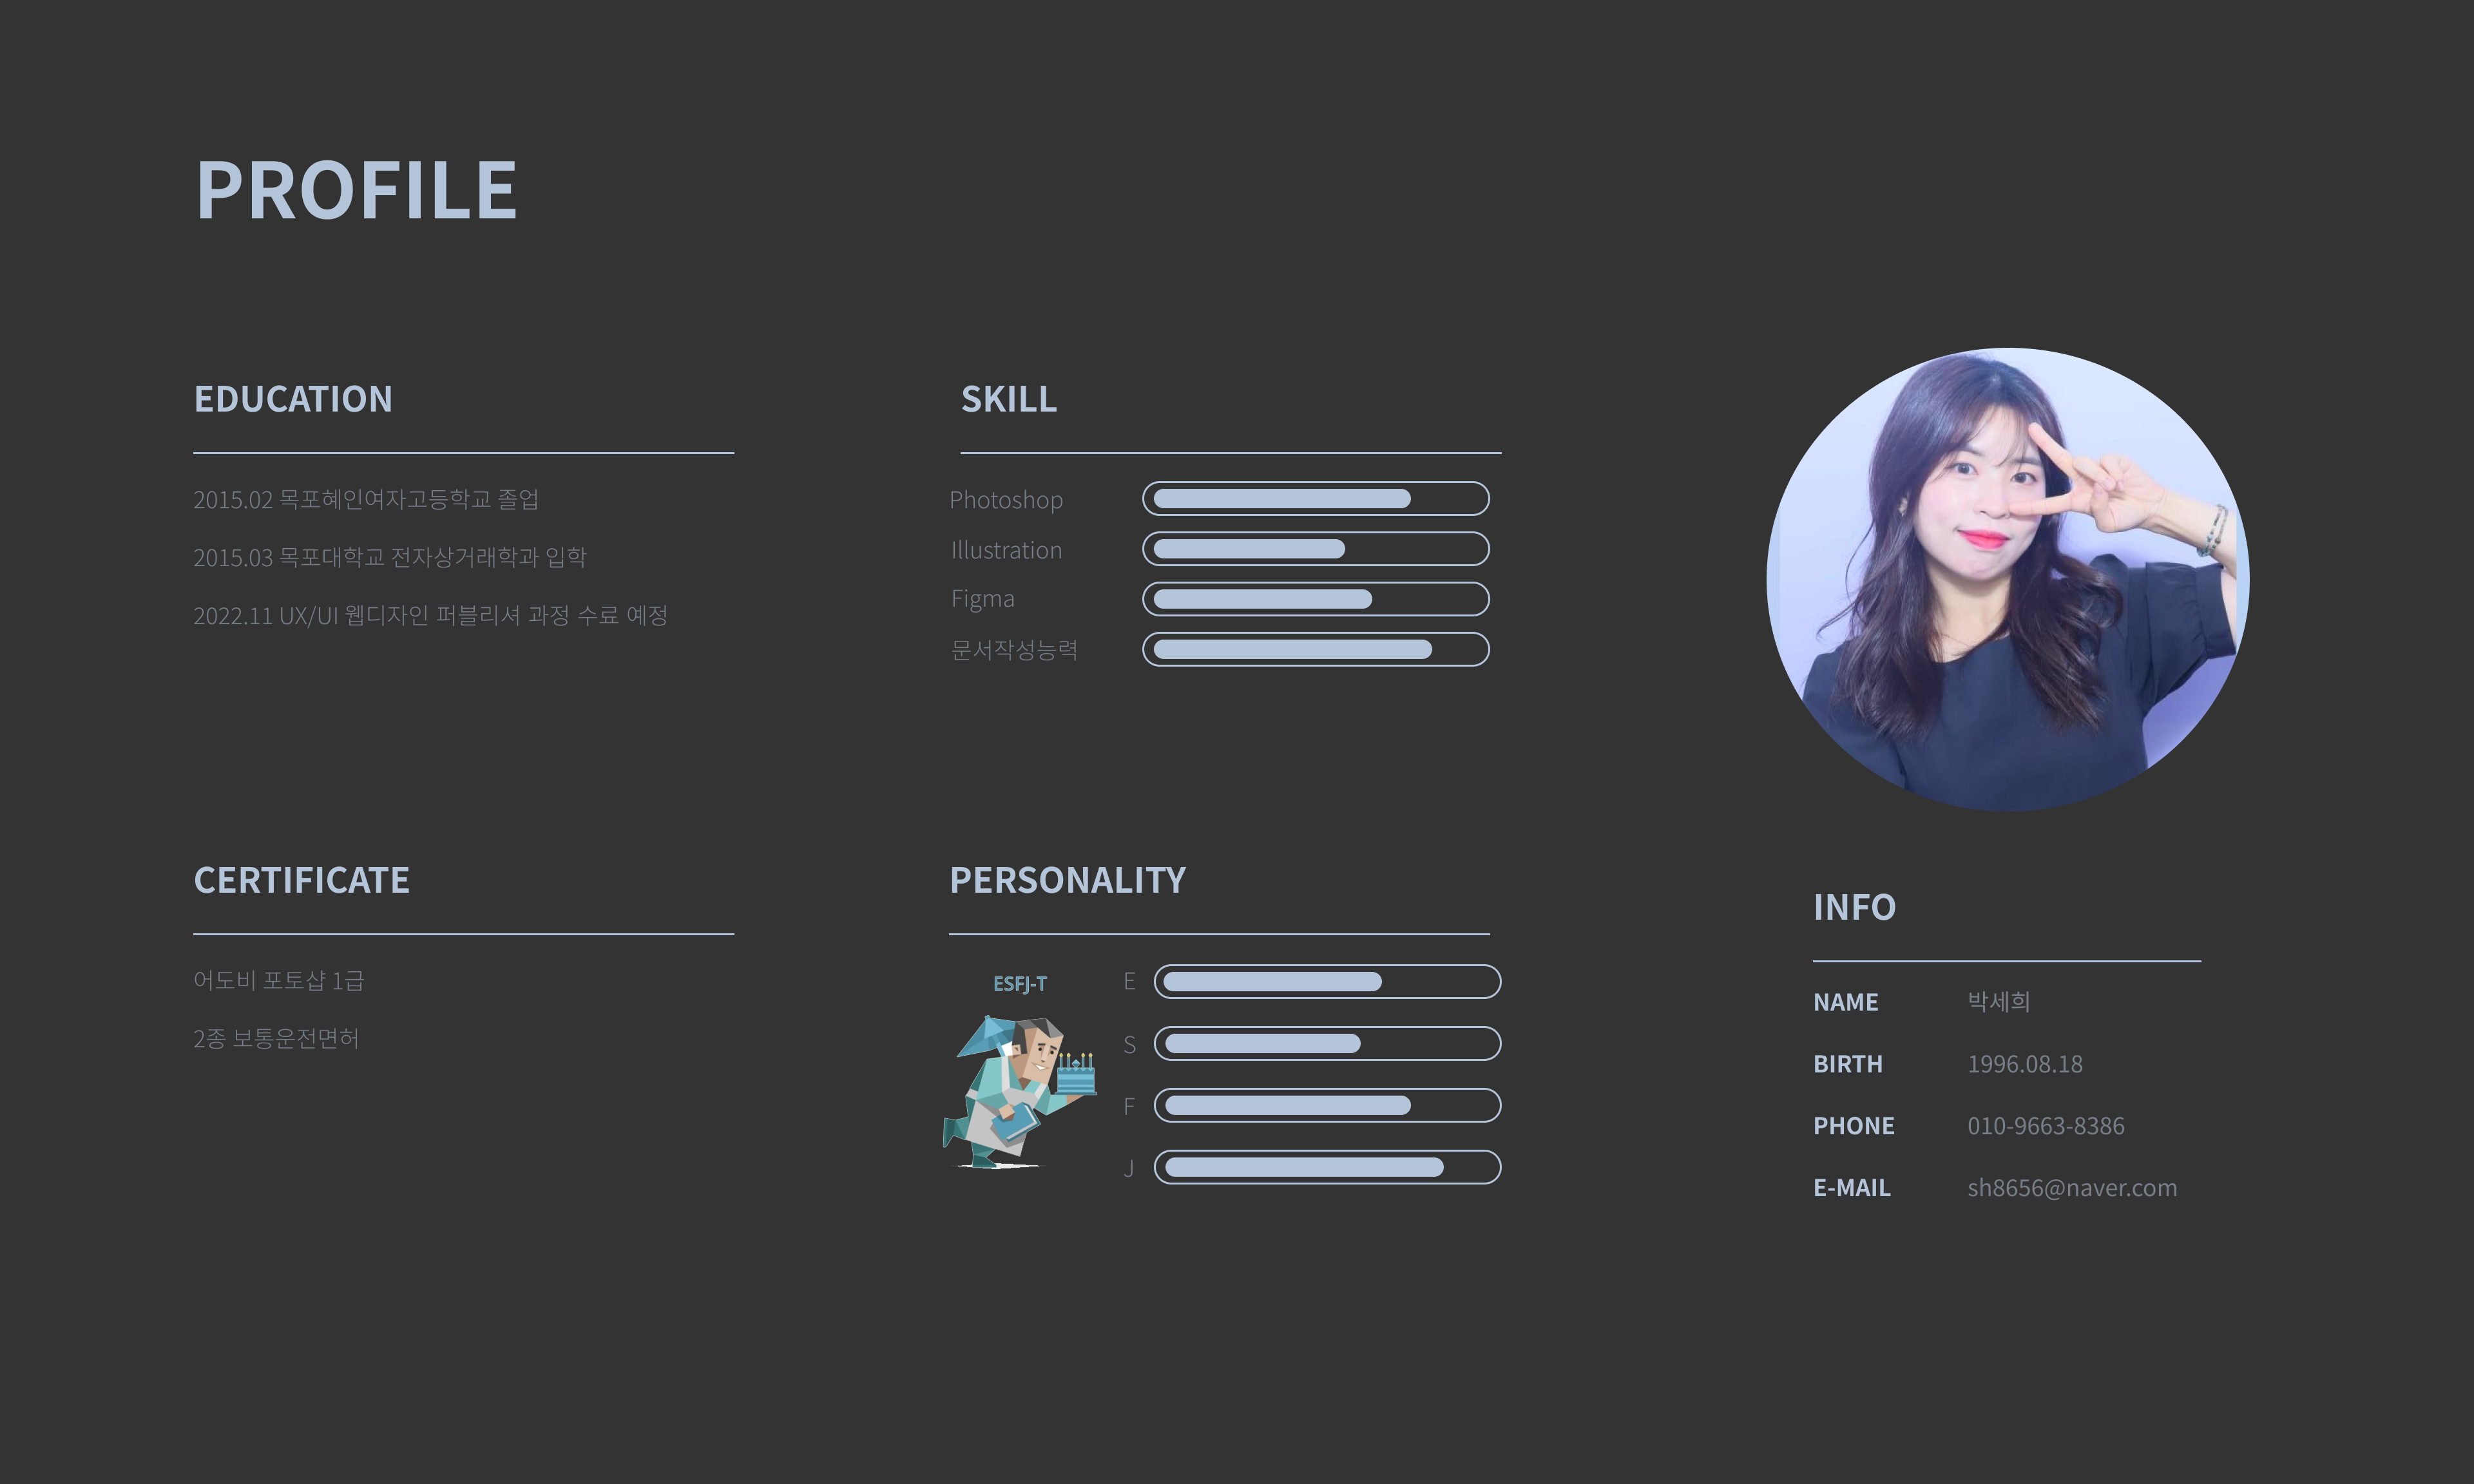 PROFILE
EDUCATION
2015.02 목포혜인여자고등학교 졸업
2015.03 목포대학교 전자상거래학과 입학
2022.11 UX/UI 웹디자인 퍼블리셔 과정 수료 예정
SKILL
Photoshop
Illustration
Figma
문서작성능력
CERTIFICATE
어도비 포토샵 1급
2종 보통운전면허
PERSONALITY
ESFJ-T
E
S
F
J
INFO
NAME 박세희
BIRTH 1996.08.18
PHONE 010-9663-8386
E-MAIL sh8656@naver.com